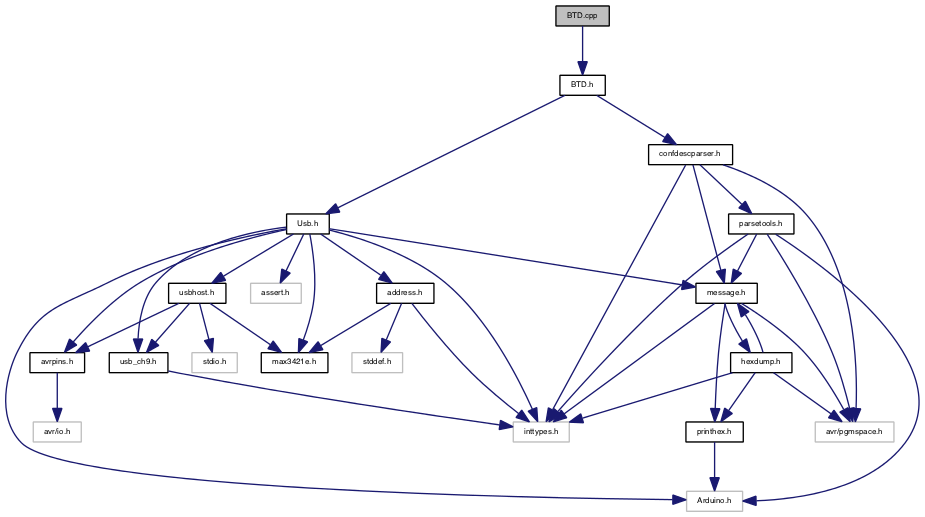 BTD.cpp
BTD.h
confdescparser.h
Usb.h
parsetools.h
usbhost.h
assert.h
address.h
message.h
avrpins.h
usb_ch9.h
stdio.h
max3421e.h
stddef.h
hexdump.h
avr/io.h
inttypes.h
printhex.h
avr/pgmspace.h
Arduino.h